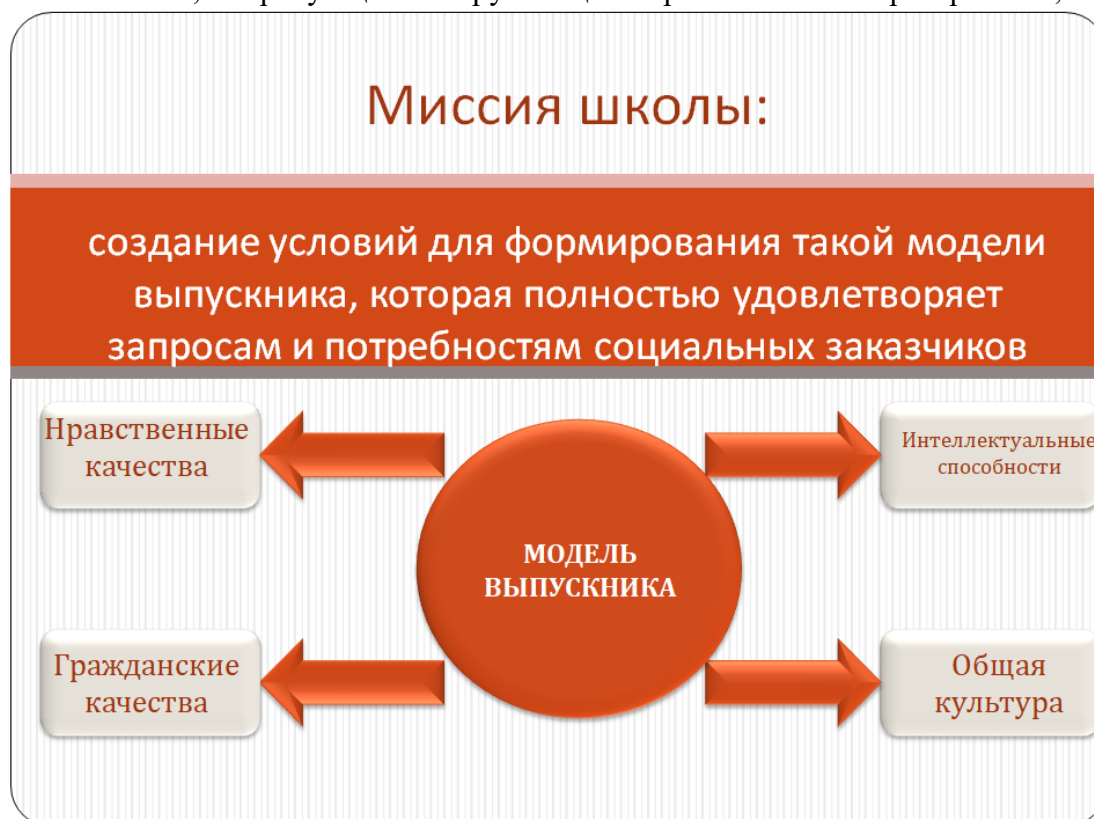 Миссия школы:
создание условий для формирования такой модели
выпускника, которая полностью удовлетворяет
запросам и потребностям социальных заказчиков
Нравственные
качества
Интеллектуальные
способности
МОДЕЛЬ
ВЫПУСКНИКА
Гражданские
качества
Общая
культура